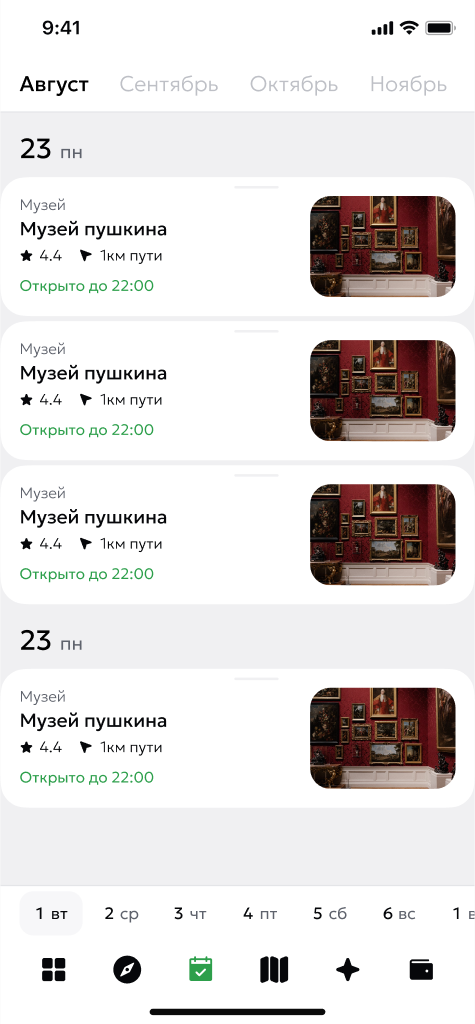 9:41
Август Сентябрь Октябрь Ноябрь
23 пн
Музей
Музей пушкина
4.4 1км пути
Открыто до 22:00
Музей
Музей пушкина
4.4 1км пути
Открыто до 22:00
Музей
Музей пушкина
4.4 1км пути
Открыто до 22:00
23 пн
Музей
Музей пушкина
4.4 1км пути
Открыто до 22:00
1 вт 2 ср 3 чт 4 пт 5 сб 6 вс 1